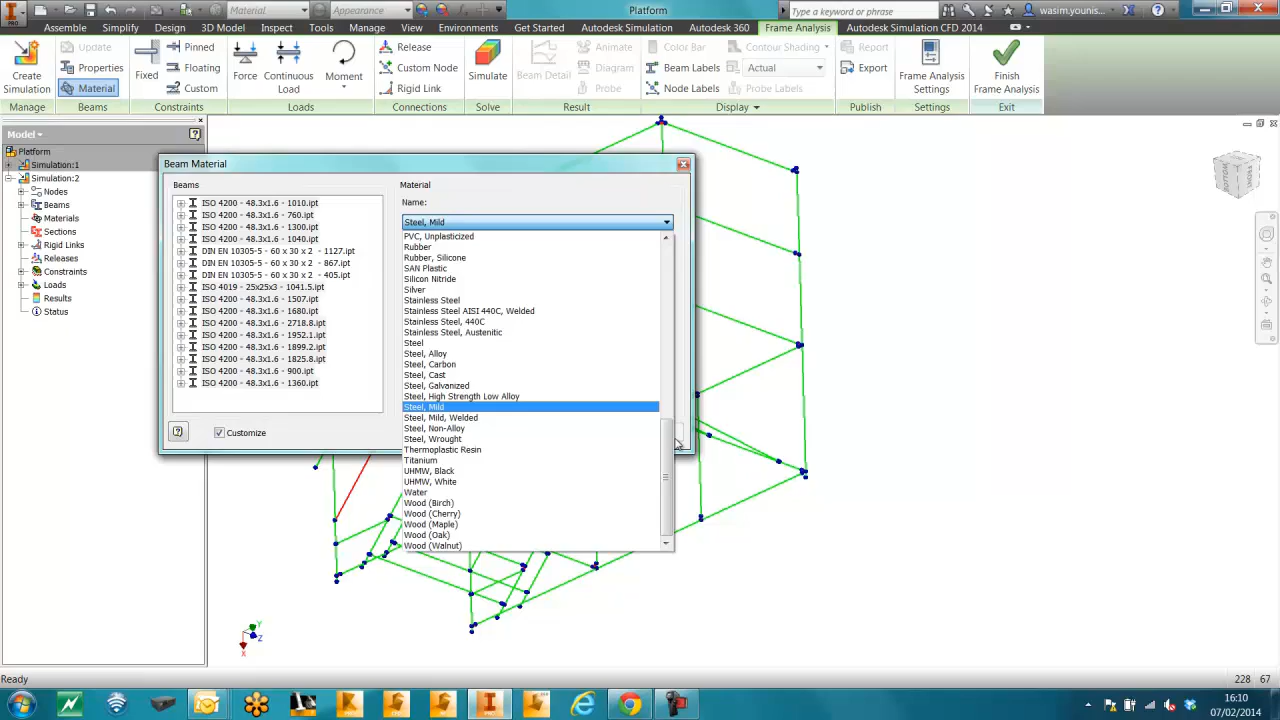 Material
Appearance
Platform
Type a keyword or phrase
wasim.younis...
PRO
Assemble
Simplify
Design
3D Model
Inspect
Tools
Manage
View
Environments
Get Started
Autodesk Simulation
Autodesk 360
Frame Analysis
Autodesk Simulation CFD 2014
Create
Simulation
Update
Properties
Material
Fixed
Pinned
Floating
Custom
Force
Continuous
Load
Moment
Release
Custom Node
Rigid Link
Simulate
Beam Detail
Animate
Diagram
Probe
Color Bar
Beam Labels
Node Labels
Contour Shading
Actual
Probe Labels
Report
Export
Frame Analysis
Settings
Finish
Frame Analysis
Manage
Beams
Constraints
Loads
Connections
Solve
Result
Display
Publish
Settings
Exit
Model
Platform
Simulation:1
Simulation:2
Nodes
Beams
Materials
Sections
Rigid Links
Releases
Constraints
Loads
Results
Status
Beam Material
Beams
ISO 4200 - 48.3x1.6 - 1010.ipt
ISO 4200 - 48.3x1.6 - 760.ipt
ISO 4200 - 48.3x1.6 - 1300.ipt
ISO 4200 - 48.3x1.6 - 1040.ipt
DIN EN 10305-5 - 60 x 30 x 2 - 1127.ipt
DIN EN 10305-5 - 60 x 30 x 2 - 867.ipt
DIN EN 10305-5 - 60 x 30 x 2 - 405.ipt
ISO 4019 - 25x25x3 - 1041.5.ipt
ISO 4200 - 48.3x1.6 - 1507.ipt
ISO 4200 - 48.3x1.6 - 1680.ipt
ISO 4200 - 48.3x1.6 - 2718.8.ipt
ISO 4200 - 48.3x1.6 - 1952.1.ipt
ISO 4200 - 48.3x1.6 - 1899.2.ipt
ISO 4200 - 48.3x1.6 - 1825.8.ipt
ISO 4200 - 48.3x1.6 - 900.ipt
ISO 4200 - 48.3x1.6 - 1360.ipt
Customize
Material
Name:
Steel, Mild
PVC, Unplasticized
Rubber
Rubber, Silicone
SAN Plastic
Silicon Nitride
Silver
Stainless Steel
Stainless Steel AISI 440C, Welded
Stainless Steel, 440C
Stainless Steel, Austenitic
Steel
Steel, Alloy
Steel, Carbon
Steel, Cast
Steel, Galvanized
Steel, High Strength Low Alloy
Steel, Mild
Steel, Mild, Welded
Steel, Non-Alloy
Steel, Wrought
Thermoplastic Resin
Titanium
UHMW, Black
UHMW, White
Water
Wood (Birch)
Wood (Cherry)
Wood (Maple)
Wood (Oak)
Wood (Walnut)
BOTTOM
Y
Z
X
Ready
228
67
16:10
07/02/2014